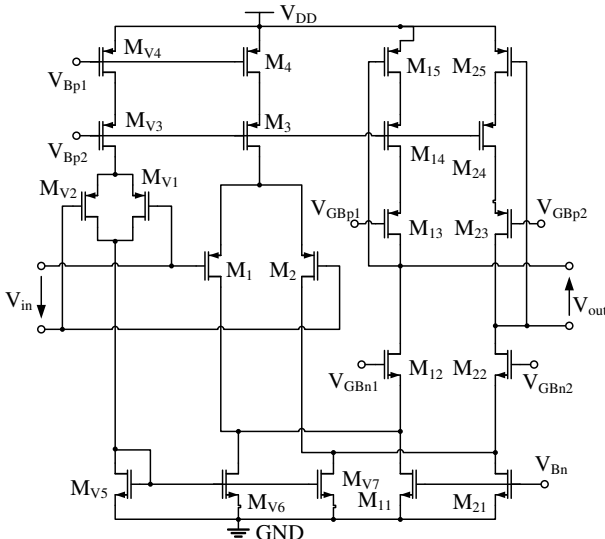 V_DD
M_V4
M_4
M_15
M_25
V_Bp1
M_V3
M_3
V_Bp2
M_14
M_24
M_V2
M_V1
V_GBp1
V_GBp2
M_13
M_23
M_1
M_2
V_in
V_out
M_12
M_22
V_GBn1
V_GBn2
V_Bn
M_V5
M_V6
M_V7
M_11
M_21
GND